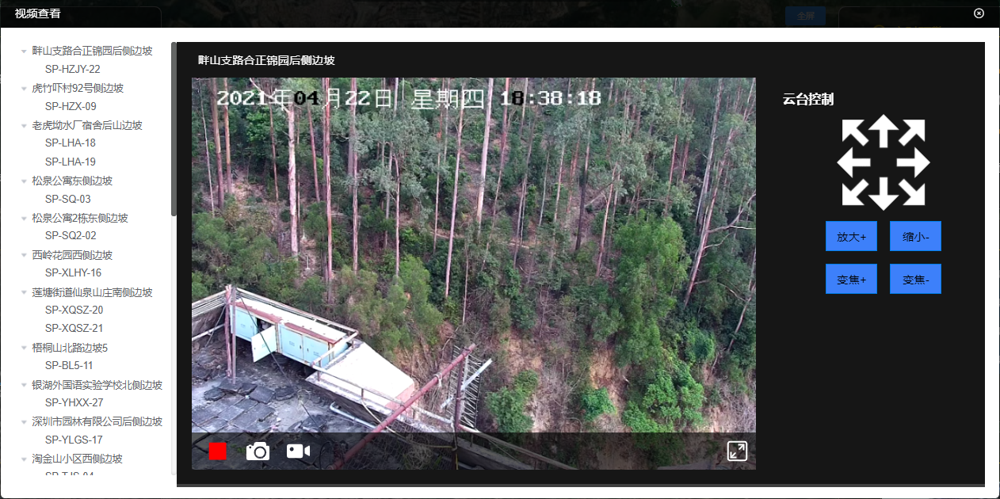 视频查看
全屏
畔山支路合正锦园后侧边坡
SP-HZJY-22
虎竹吓村92号侧边坡
SP-HZX-09
老虎坳水厂宿舍后山边坡
SP-LHA-18
SP-LHA-19
松泉公寓东侧边坡
SP-SQ-03
松泉公寓2栋东侧边坡
SP-SQ2-02
西岭花园西侧边坡
SP-XLHY-16
莲塘街道仙泉山庄南侧边坡
SP-XQSZ-20
SP-XQSZ-21
梧桐山北路边坡5
SP-BL5-11
银湖外国语实验学校北侧边坡
SP-YHXX-27
深圳市园林有限公司后侧边坡
SP-YLGS-17
淘金山小区西侧边坡
SP-TJS-04
畔山支路合正锦园后侧边坡
2021年04月22日 星期四 18:38:18
云台控制
放大+ 缩小-
变焦+ 变焦-